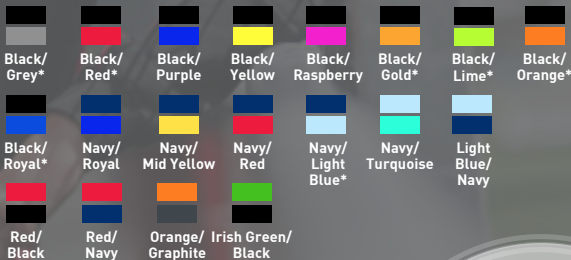 Black/
Grey*
Black/
Red*
Black/
Purple
Black/
Yellow
Black/
Raspberry
Black/
Gold*
Black/
Lime*
Black/
Orange*
Black/
Royal*
Navy/
Royal
Navy/
Mid Yellow
Navy/
Red
Navy/
Light
Blue*
Navy/
Turquoise
Light
Blue/
Navy
Red/
Black
Red/
Navy
Orange/
Graphite
Irish Green/
Black